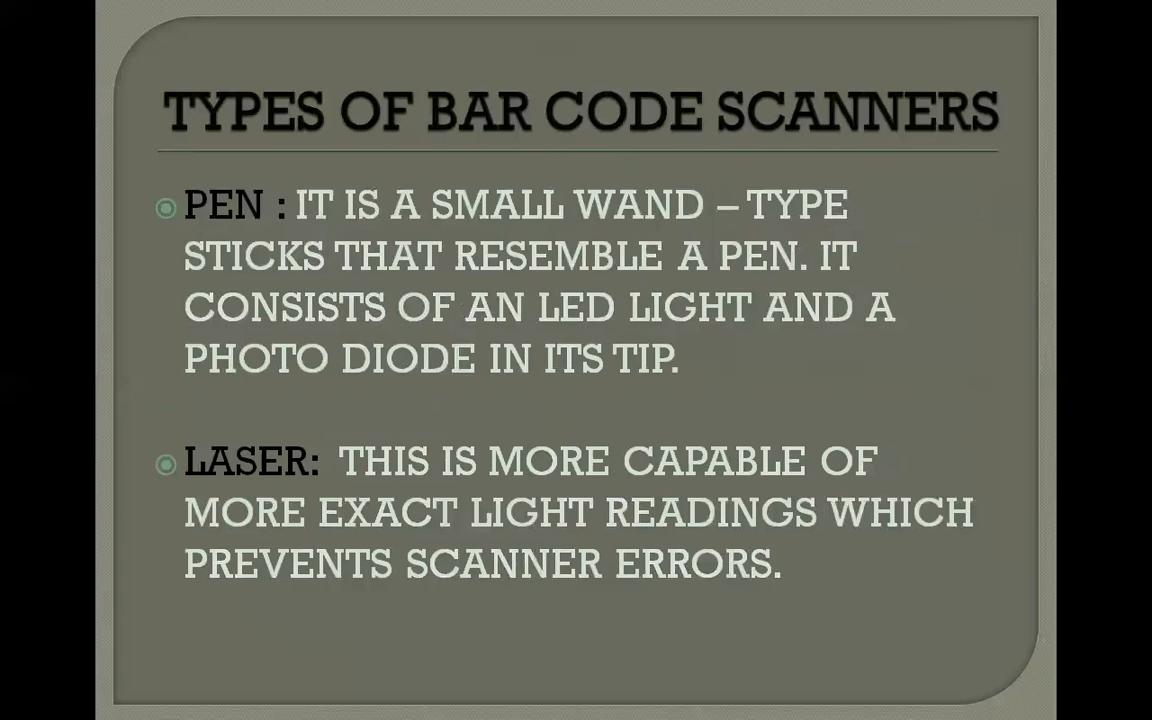 TYPES OF BAR CODE SCANNERS
PEN : IT IS A SMALL WAND – TYPE
STICKS THAT RESEMBLE A PEN. IT
CONSISTS OF AN LED LIGHT AND A
PHOTO DIODE IN ITS TIP.
LASER: THIS IS MORE CAPABLE OF
MORE EXACT LIGHT READINGS WHICH
PREVENTS SCANNER ERRORS.